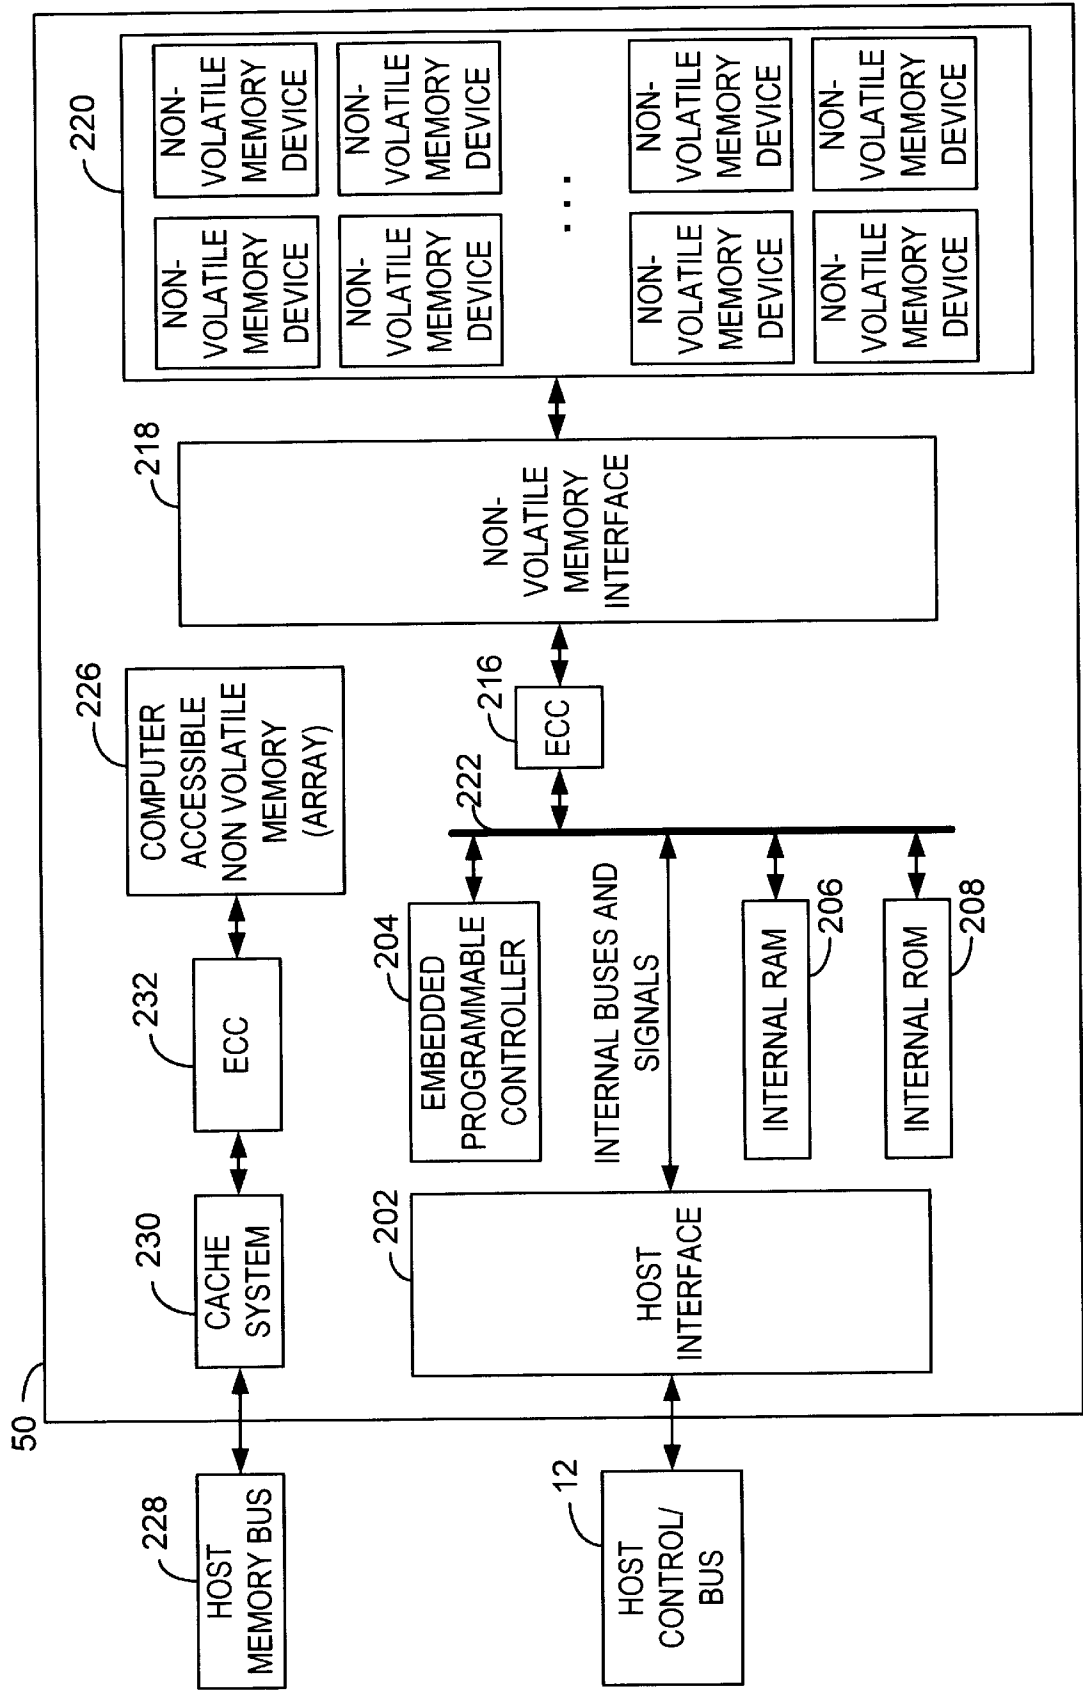 50
228
HOST
MEMORY BUS
230
CACHE
SYSTEM
232
ECC
226
COMPUTER
ACCESSIBLE
NON VOLATILE
MEMORY
(ARRAY)
12
HOST
CONTROL/
BUS
202
HOST
INTERFACE
204
EMBEDDED
PROGRAMMABLE
CONTROLLER
INTERNAL BUSES AND
SIGNALS
INTERNAL RAM
206
INTERNAL ROM
208
222
216
ECC
218
NON-
VOLATILE
MEMORY
INTERFACE
220
NON-
VOLATILE
MEMORY
DEVICE
NON-
VOLATILE
MEMORY
DEVICE
NON-
VOLATILE
MEMORY
DEVICE
NON-
VOLATILE
MEMORY
DEVICE
...
NON-
VOLATILE
MEMORY
DEVICE
NON-
VOLATILE
MEMORY
DEVICE
NON-
VOLATILE
MEMORY
DEVICE
NON-
VOLATILE
MEMORY
DEVICE